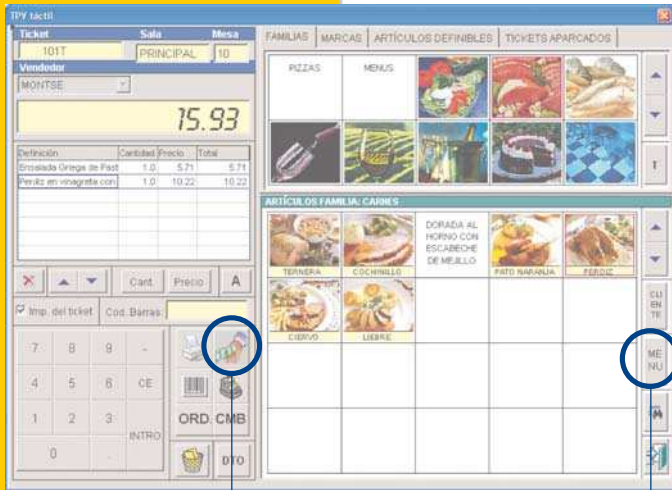 TPV táctil
Ticket Sala Mesa
101T PRINCIPAL 10
Vendedor
MONTSE
15.93
Definición Cantidad Precio Total
Ensalada Griega de Past 1.0 5.71 5.71
Perdiz en vinagreta con 1.0 10.22 10.22
Cant. Precio A
Imp. del ticket Cod. Barras:
7 8 9 -
4 5 6 CE
1 2 3 INTRO
0 .
ORD. CMB
DTO
FAMILIAS MARCAS ARTÍCULOS DEFINIBLES TICKETS APARCADOS
PIZZAS MENUS
T
ARTÍCULOS FAMILIA: CARNES
TERNERA COCHINILLO DORADA AL HORNO CON ESCABECHE DE MEJILLO PATO NARANJA PERDIZ
CIERVO LIEBRE
CLI
EN
TE
ME
NU